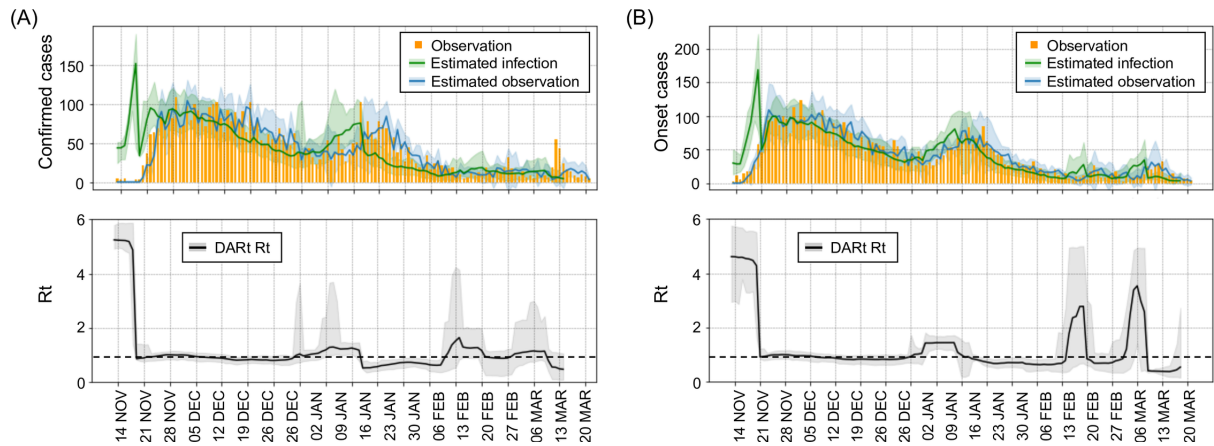 (A)
Confirmed cases
150
100
50
0
Observation
Estimated infection
Estimated observation
Rt
6
4
2
0
DARt Rt
14 NOV
21 NOV
28 NOV
05 DEC
12 DEC
19 DEC
26 DEC
26 DEC
02 JAN
09 JAN
16 JAN
23 JAN
30 JAN
06 FEB
13 FEB
20 FEB
27 FEB
06 MAR
13 MAR
20 MAR
(B)
Onset cases
200
150
100
50
0
Observation
Estimated infection
Estimated observation
Rt
6
4
2
0
DARt Rt
14 NOV
21 NOV
28 NOV
05 DEC
12 DEC
19 DEC
26 DEC
26 DEC
02 JAN
09 JAN
16 JAN
23 JAN
30 JAN
06 FEB
13 FEB
20 FEB
27 FEB
06 MAR
13 MAR
20 MAR